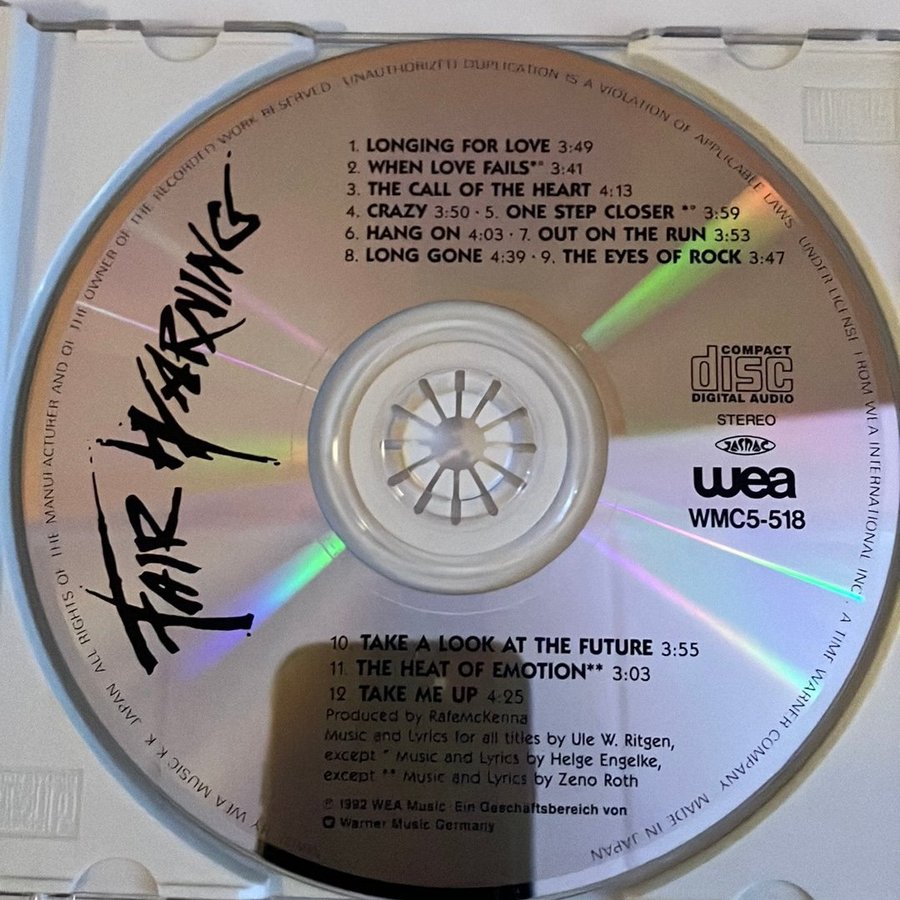 1. LONGING FOR LOVE 3:49
2. WHEN LOVE FAILS** 3:41
3. THE CALL OF THE HEART 4:13
4. CRAZY 3:50 · 5. ONE STEP CLOSER ** 3:59
6. HANG ON 4:03 · 7. OUT ON THE RUN 3:53
8. LONG GONE 4:39 · 9. THE EYES OF ROCK 3:47
FAIR WARNING
COMPACT
disc
DIGITAL AUDIO
STEREO
JASRAC
wea
WMC5-518
10 TAKE A LOOK AT THE FUTURE 3:55
11. THE HEAT OF EMOTION** 3:03
12 TAKE ME UP 4:25
Produced by RafeMcKenna
Music and Lyrics for all titles by Ule W. Ritgen,
except * Music and Lyrics by Helge Engelke,
except ** Music and Lyrics by Zeno Roth
℗ 1992 WEA Music · Ein Geschäftsbereich von
Warner Music Germany
BY WEA MUSIC K.K. JAPAN ALL RIGHTS OF THE MANUFACTURER AND OF THE OWNER OF THE RECORDED WORK RESERVED. UNAUTHORIZED DUPLICATION IS A VIOLATION OF APPLICABLE LAWS. UNDER LICENSE FROM WEA INTERNATIONAL INC. · A TIME WARNER COMPANY MADE IN JAPAN